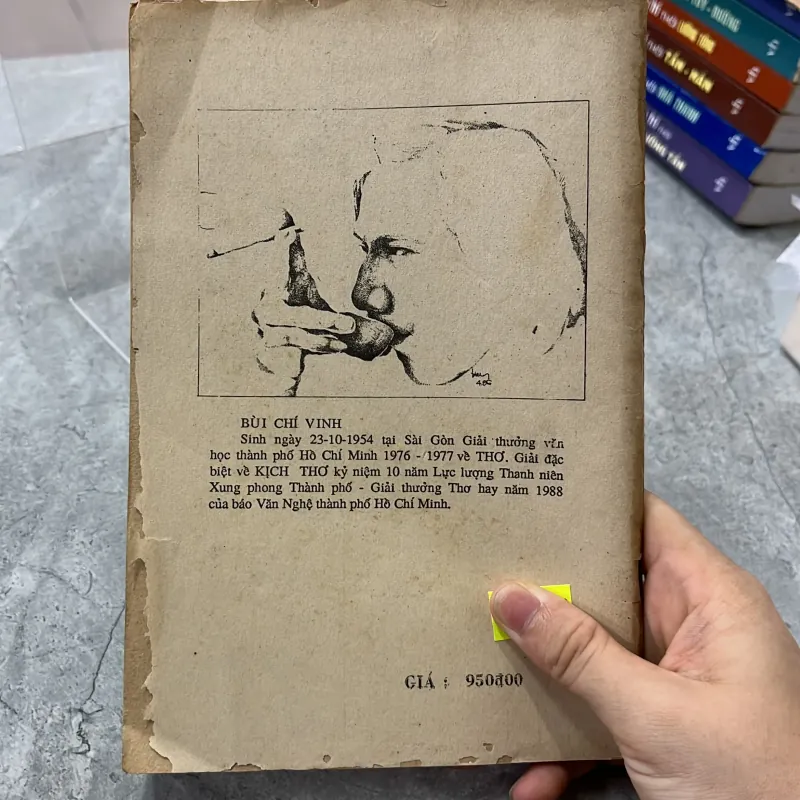 TẤN - HÁN
BÙI CHÍ VINH
Sinh ngày 23-10-1954 tại Sài Gòn Giải thưởng văn
học thành phố Hồ Chí Minh 1976 - 1977 về THƠ. Giải đặc
biệt về KỊCH THƠ kỷ niệm 10 năm Lực lượng Thanh niên
Xung phong Thành phố - Giải thưởng Thơ hay năm 1988
của báo Văn Nghệ thành phố Hồ Chí Minh.
GIÁ : 950đ00